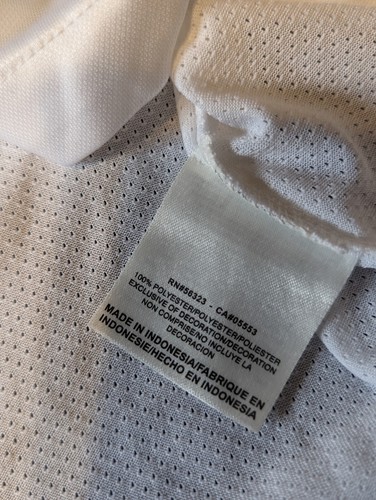 RN#56323 - CA#05553
100% POLYESTER/POLYESTER/POLIESTER
EXCLUSIVE OF DECORATION/DECORATION
NON COMPRISE/NO INCLUYE LA
DECORACION
MADE IN INDONESIA/FABRIQUE EN
INDONESIE/HECHO EN INDONESIA